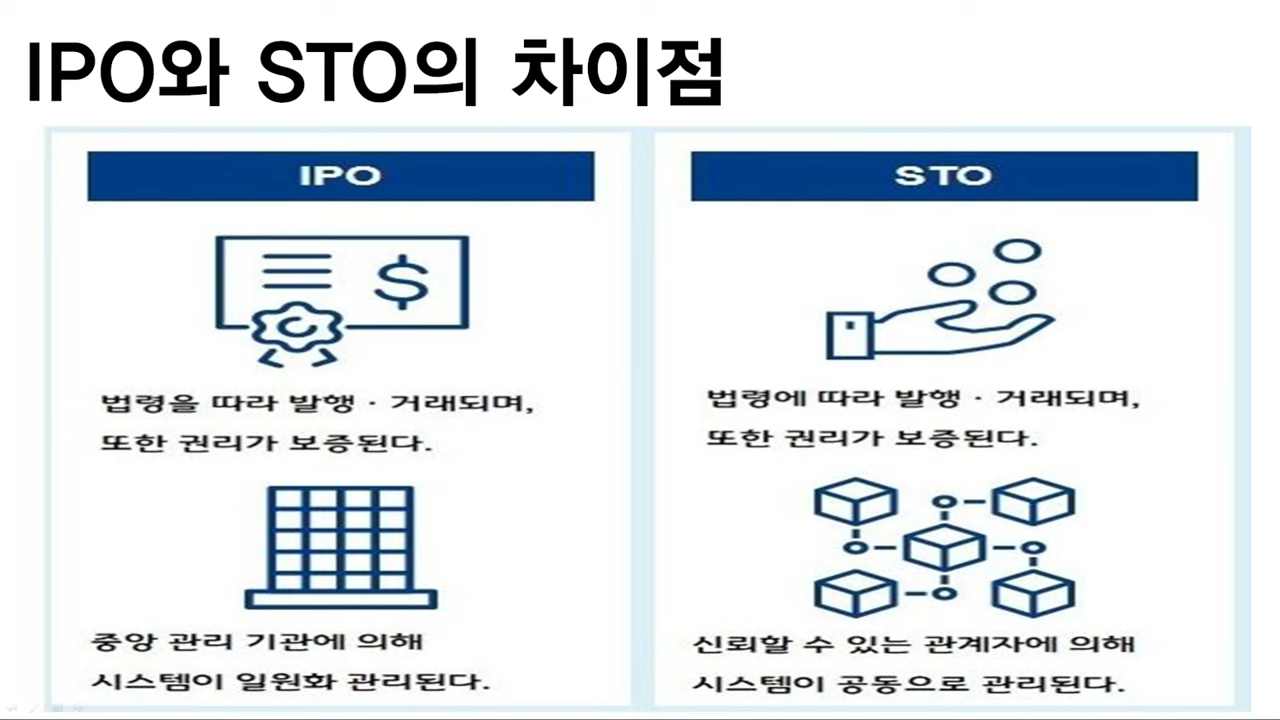 IPO와 STO의 차이점
IPO
법령을 따라 발행 · 거래되며,
또한 권리가 보증된다.
중앙 관리 기관에 의해
시스템이 일원화 관리된다.
STO
법령에 따라 발행 · 거래되며,
또한 권리가 보증된다.
신뢰할 수 있는 관계자에 의해
시스템이 공동으로 관리된다.